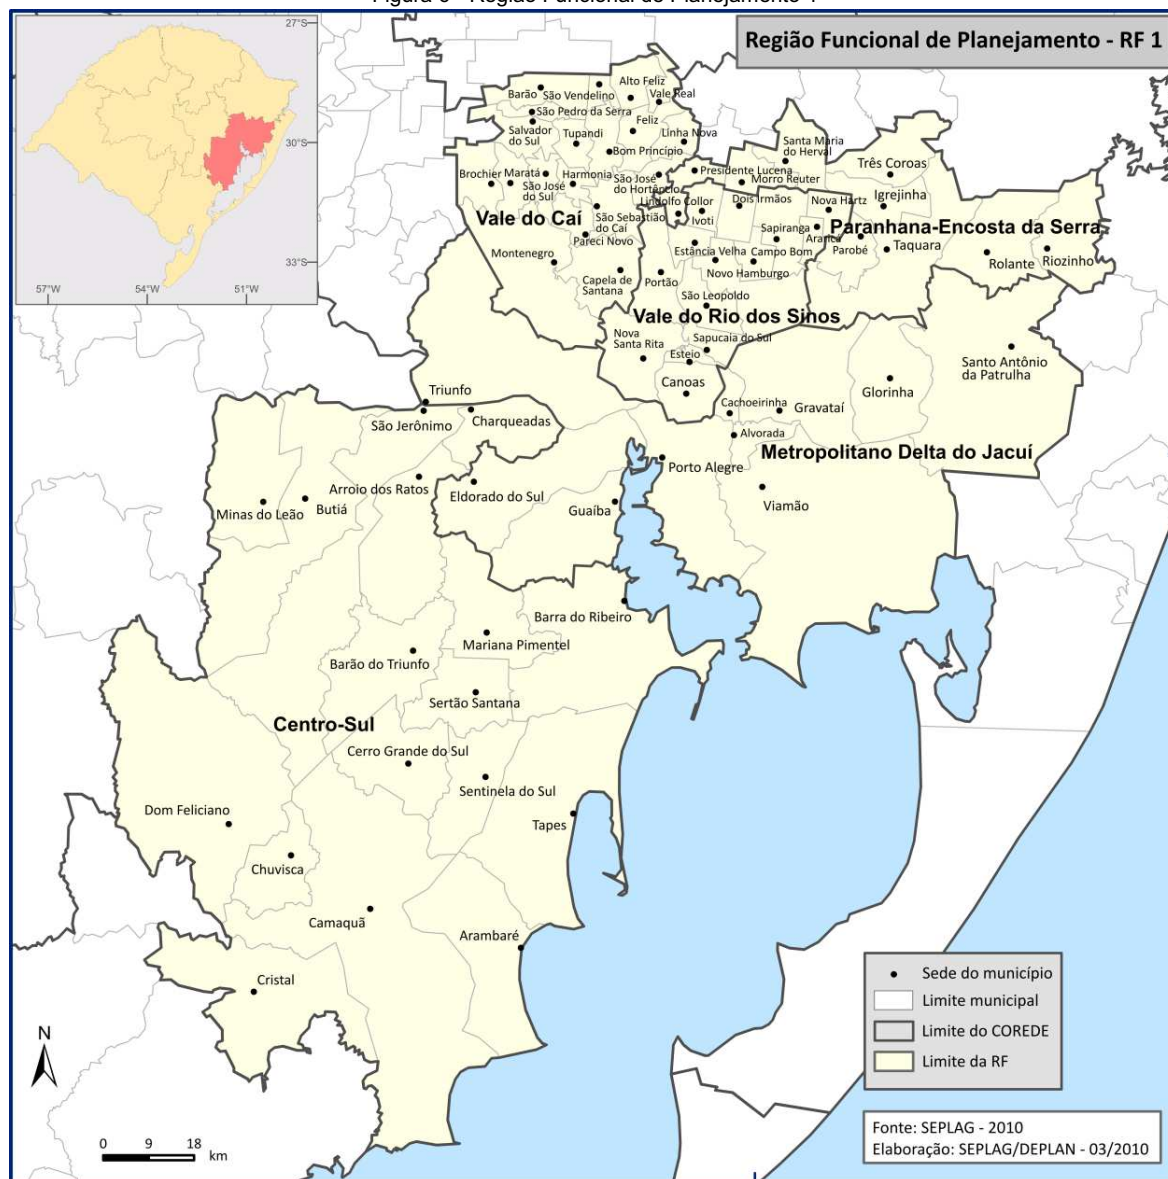 Região Funcional de Planejamento - RF 1
27°S
30°S
33°S
57°W
54°W
51°W
Alto Feliz
Barão
São Vendelino
Vale Real
São Pedro da Serra
Feliz
Salvador
do Sul
Tupandi
Linha Nova
Bom Princípio
Santa Maria
do Herval
Três Coroas
Presidente Lucena
Morro Reuter
Brochier
Maratá
Harmonia
São José
do Sul
São José
do Hortêncio
Lindolfo Collor
Ivoti
Dois Irmãos
Nova Hartz
Igrejinha
Vale do Caí
São Sebastião
do Caí
Pareci Novo
Sapiranga
Araricá
Paranhana-Encosta da Serra
Parobé
Taquara
Rolante
Riozinho
Montenegro
Estância Velha
Campo Bom
Novo Hamburgo
Capela de
Santana
Portão
São Leopoldo
Vale do Rio dos Sinos
Nova
Santa Rita
Sapucaia do Sul
Esteio
Canoas
Santo Antônio
da Patrulha
Glorinha
Triunfo
São Jerônimo
Charqueadas
Cachoeirinha
Gravataí
Alvorada
Metropolitano Delta do Jacuí
Porto Alegre
Viamão
Arroio dos Ratos
Eldorado do Sul
Guaíba
Minas do Leão
Butiá
Barra do Ribeiro
Mariana Pimentel
Barão do Triunfo
Sertão Santana
Centro-Sul
Cerro Grande do Sul
Sentinela do Sul
Dom Feliciano
Tapes
Chuvisca
Camaquã
Arambaré
Cristal
N
0 9 18
km
Sede do município
Limite municipal
Limite do COREDE
Limite da RF
Fonte: SEPLAG - 2010
Elaboração: SEPLAG/DEPLAN - 03/2010